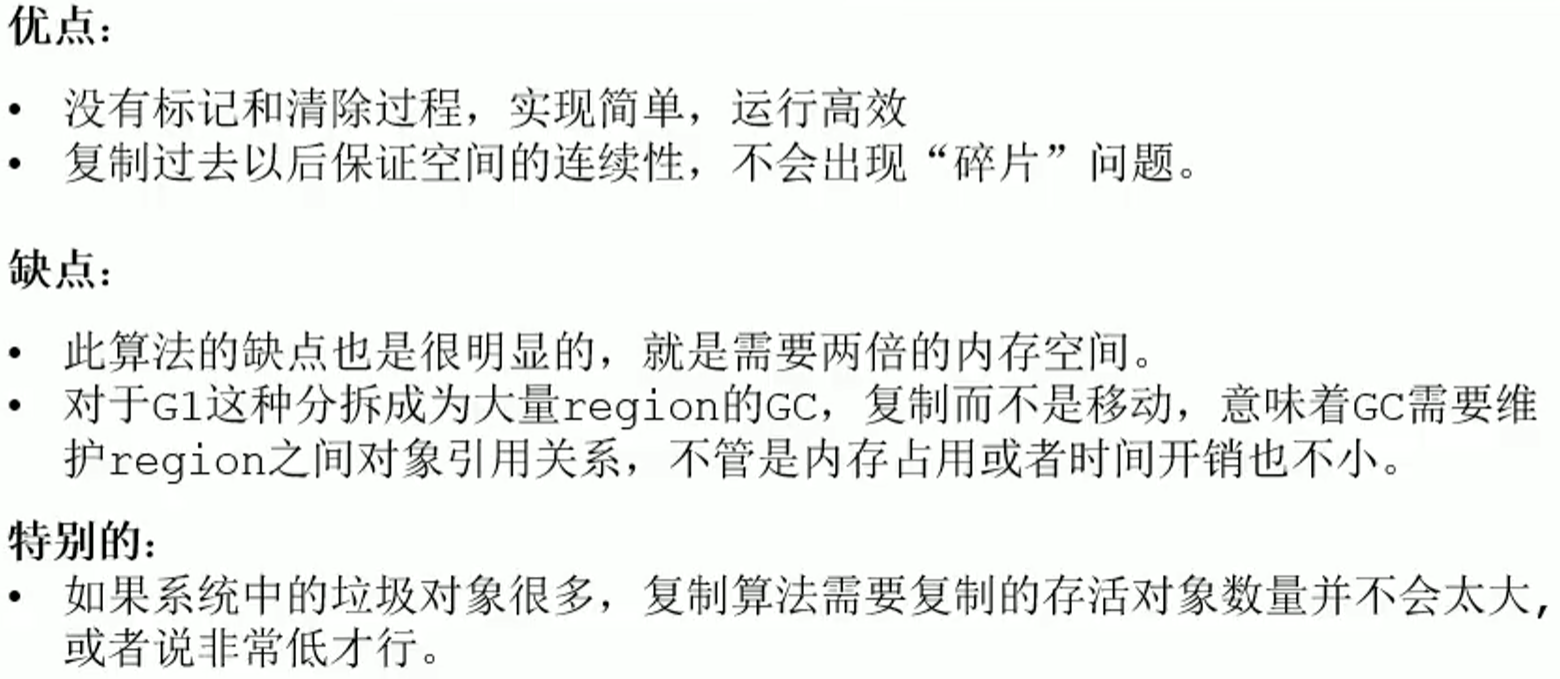 优点：
• 没有标记和清除过程，实现简单，运行高效
• 复制过去以后保证空间的连续性，不会出现“碎片”问题。
缺点：
• 此算法的缺点也是很明显的，就是需要两倍的内存空间。
• 对于G1这种分拆成为大量region的GC，复制而不是移动，意味着GC需要维
护region之间对象引用关系，不管是内存占用或者时间开销也不小。
特别的：
• 如果系统中的垃圾对象很多，复制算法需要复制的存活对象数量并不会太大，
或者说非常低才行。